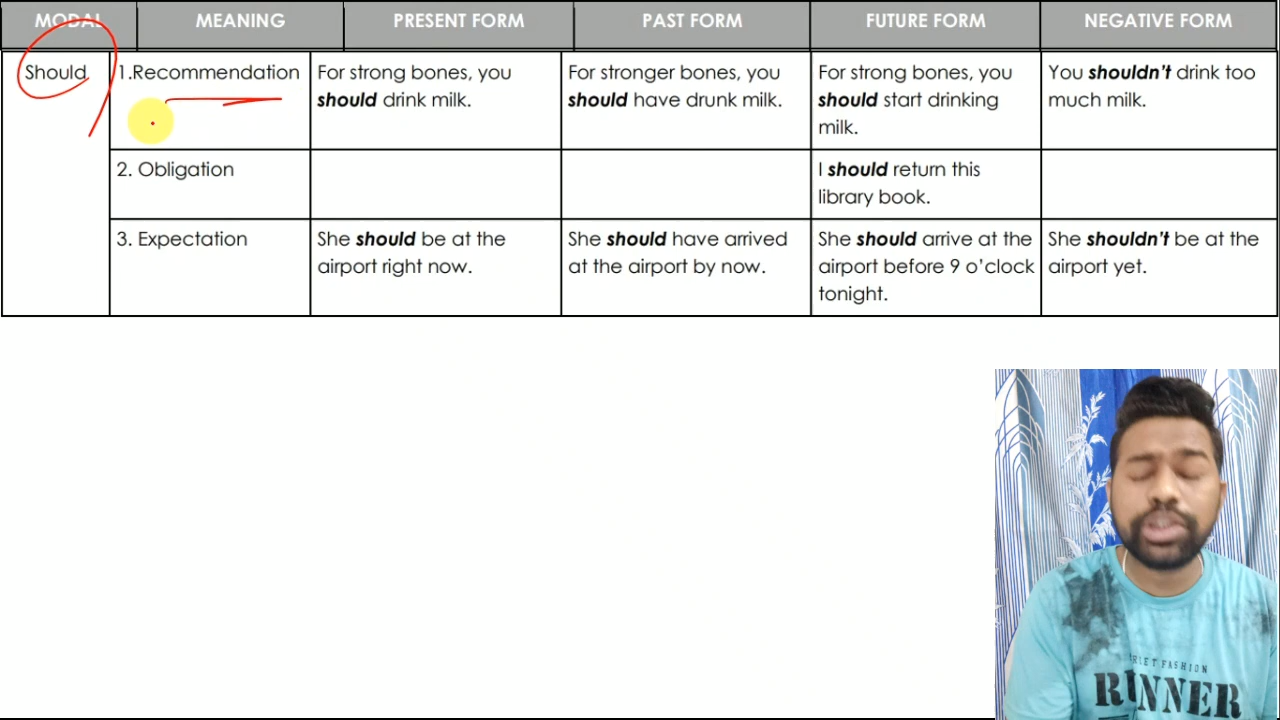 MODAL MEANING PRESENT FORM PAST FORM FUTURE FORM NEGATIVE FORM
Should 1.Recommendation For strong bones, you For stronger bones, you For strong bones, you You shouldn't drink too
should drink milk. should have drunk milk. should start drinking much milk.
milk.
2. Obligation I should return this
library book.
3. Expectation She should be at the She should have arrived She should arrive at the She shouldn't be at the
airport right now. at the airport by now. airport before 9 o'clock airport yet.
tonight.
FASHION
RUNNER